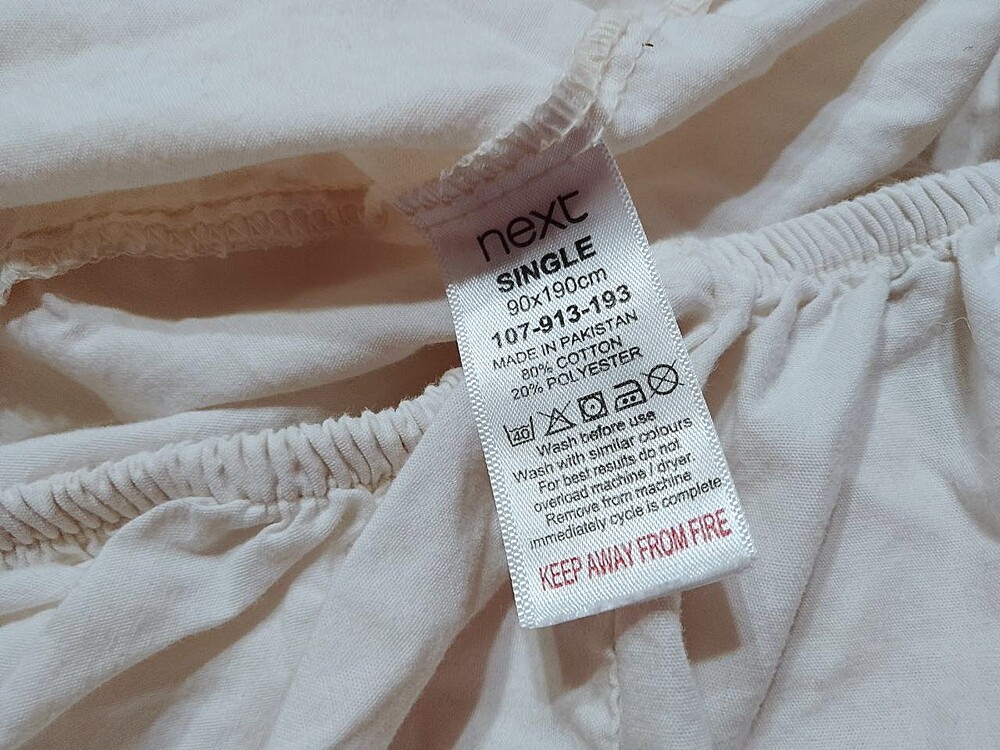 next
SINGLE
90x190cm
107-913-193
MADE IN PAKISTAN
80% COTTON
20% POLYESTER
40
Wash before use
Wash with similar colours
For best results do not
overload machine / dryer.
Remove from machine
immediately cycle is complete
KEEP AWAY FROM FIRE